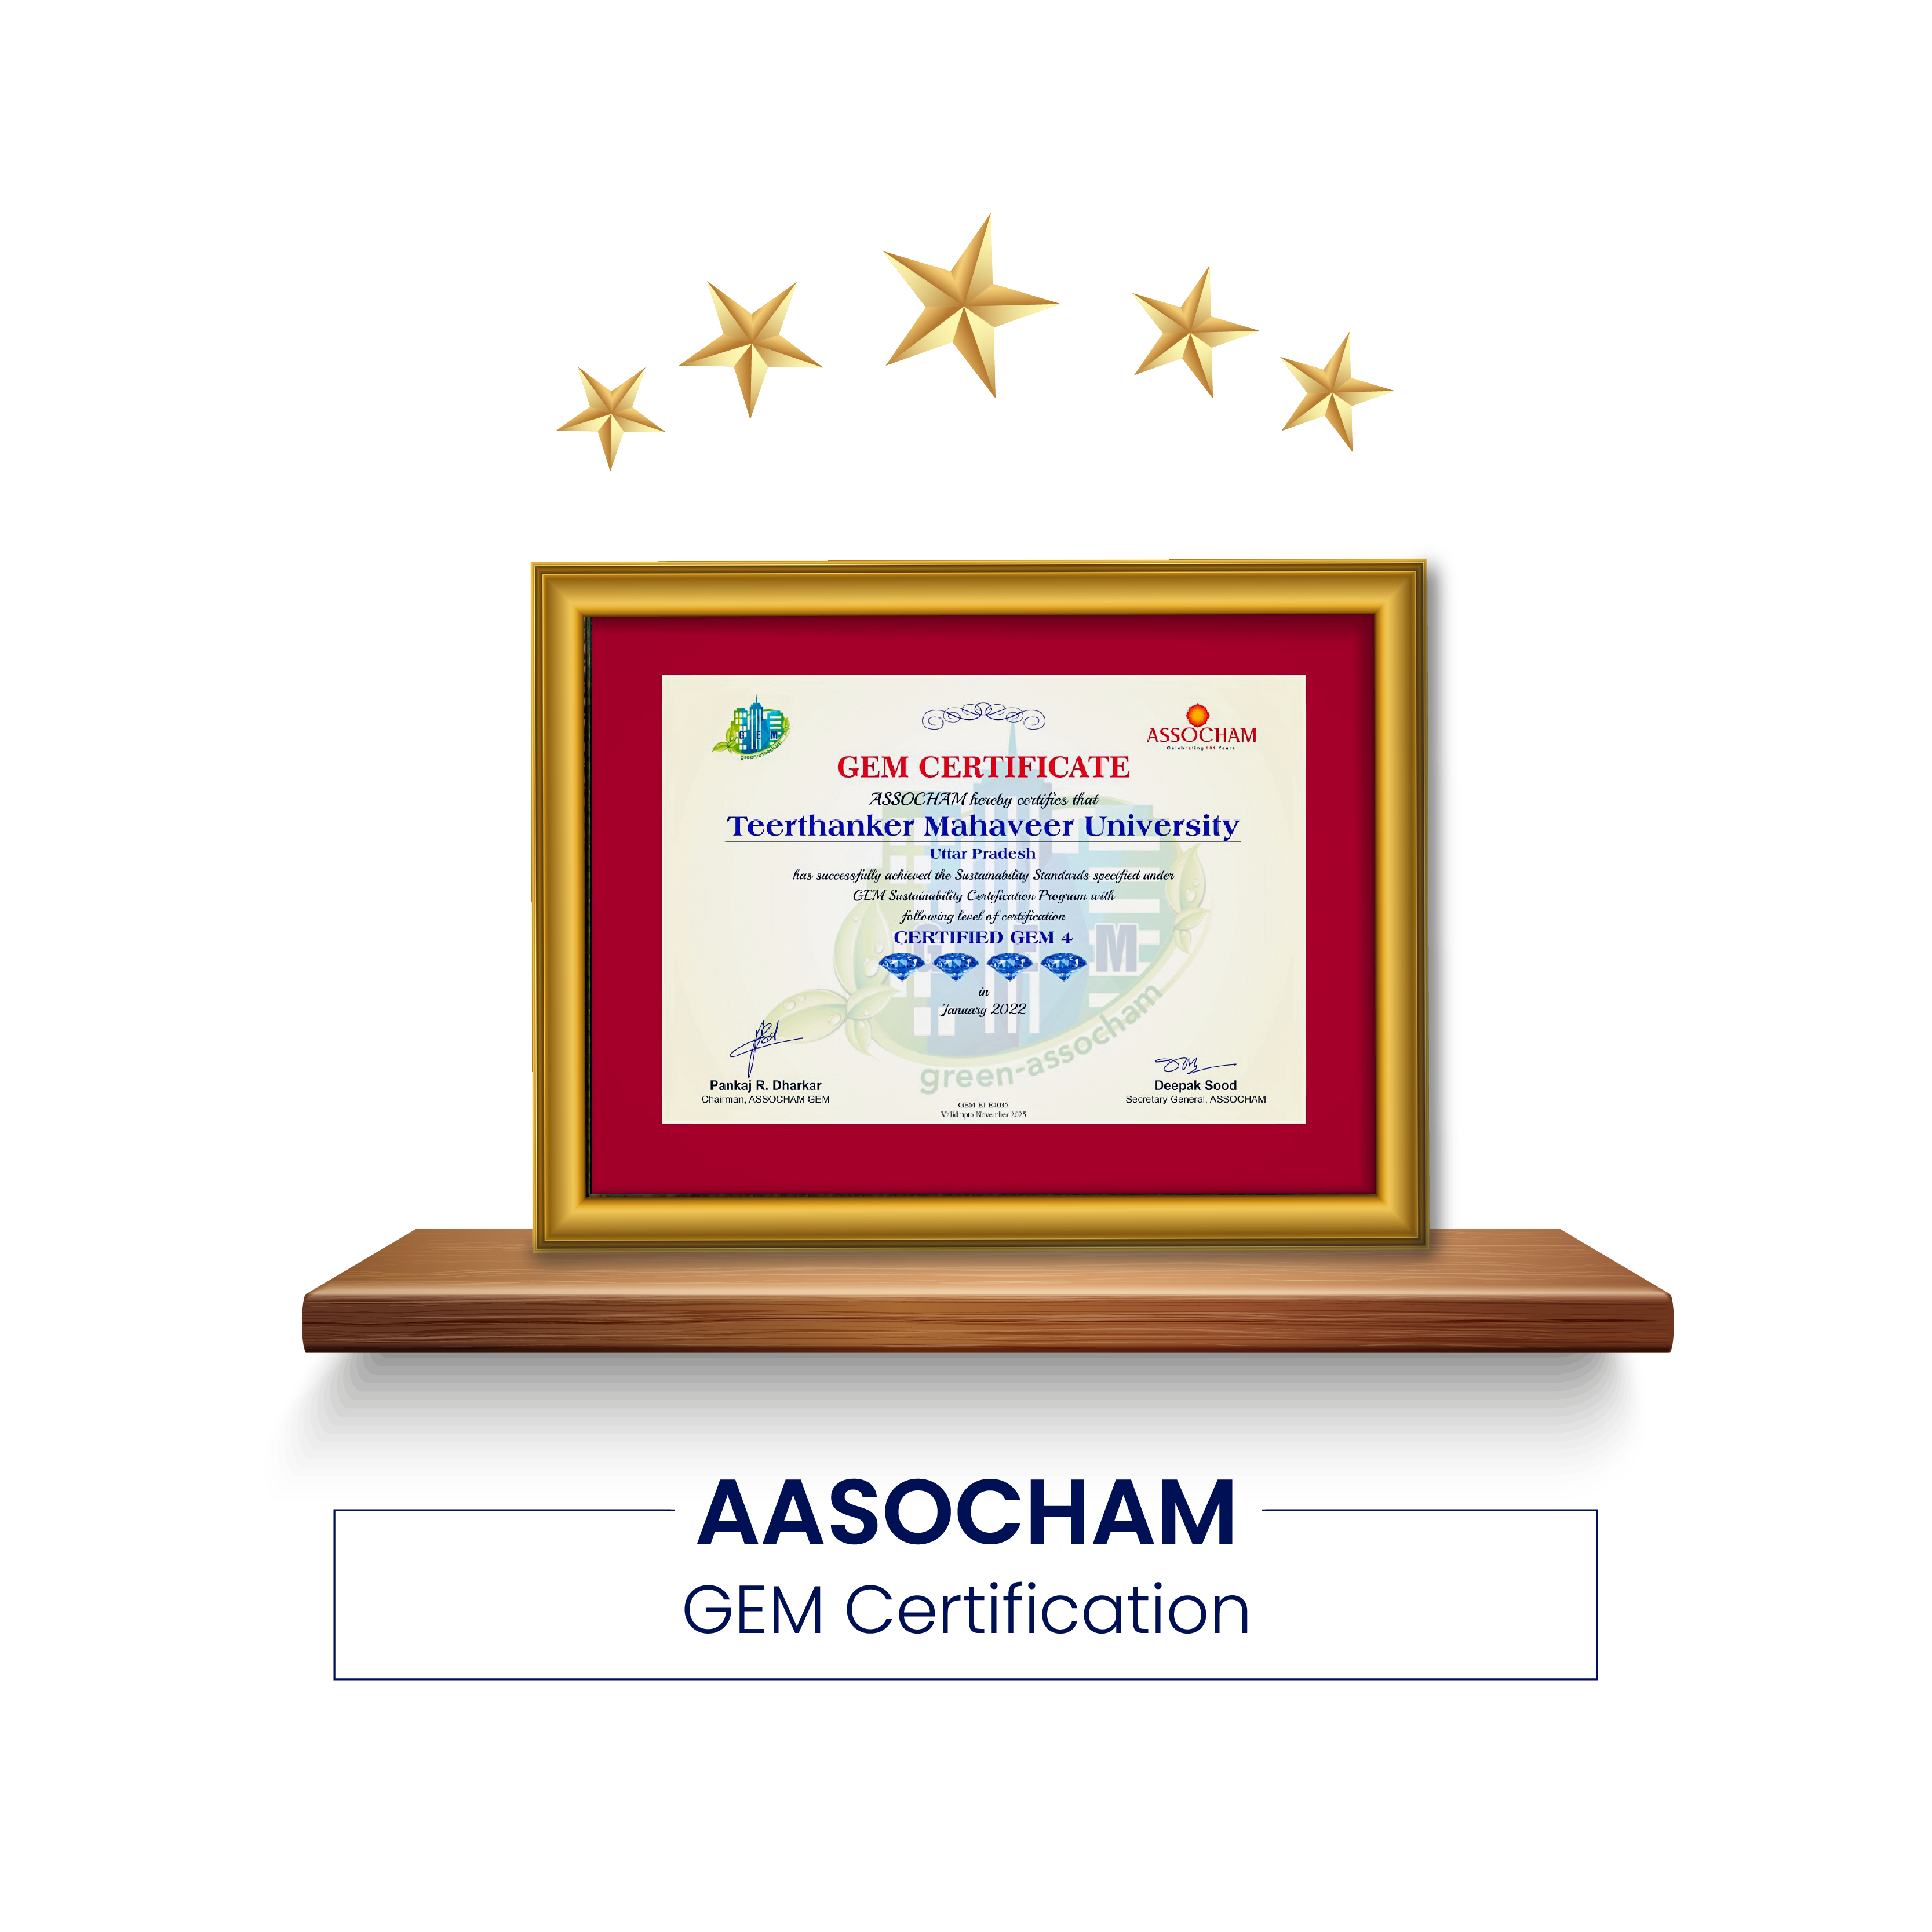 G E M
green-assocham
ASSOCHAM
Celebrating 101 Years
GEM CERTIFICATE
ASSOCHAM hereby certifies that
Teerthanker Mahaveer University
Uttar Pradesh
has successfully achieved the Sustainability Standards specified under
GEM Sustainability Certification Program with
following level of certification
CERTIFIED GEM 4
in
January 2022
G E M
green-assocham
Pankaj R. Dharkar
Chairman, ASSOCHAM GEM
Deepak Sood
Secretary General, ASSOCHAM
Valid upto November 2025
AASOCHAM
GEM Certification